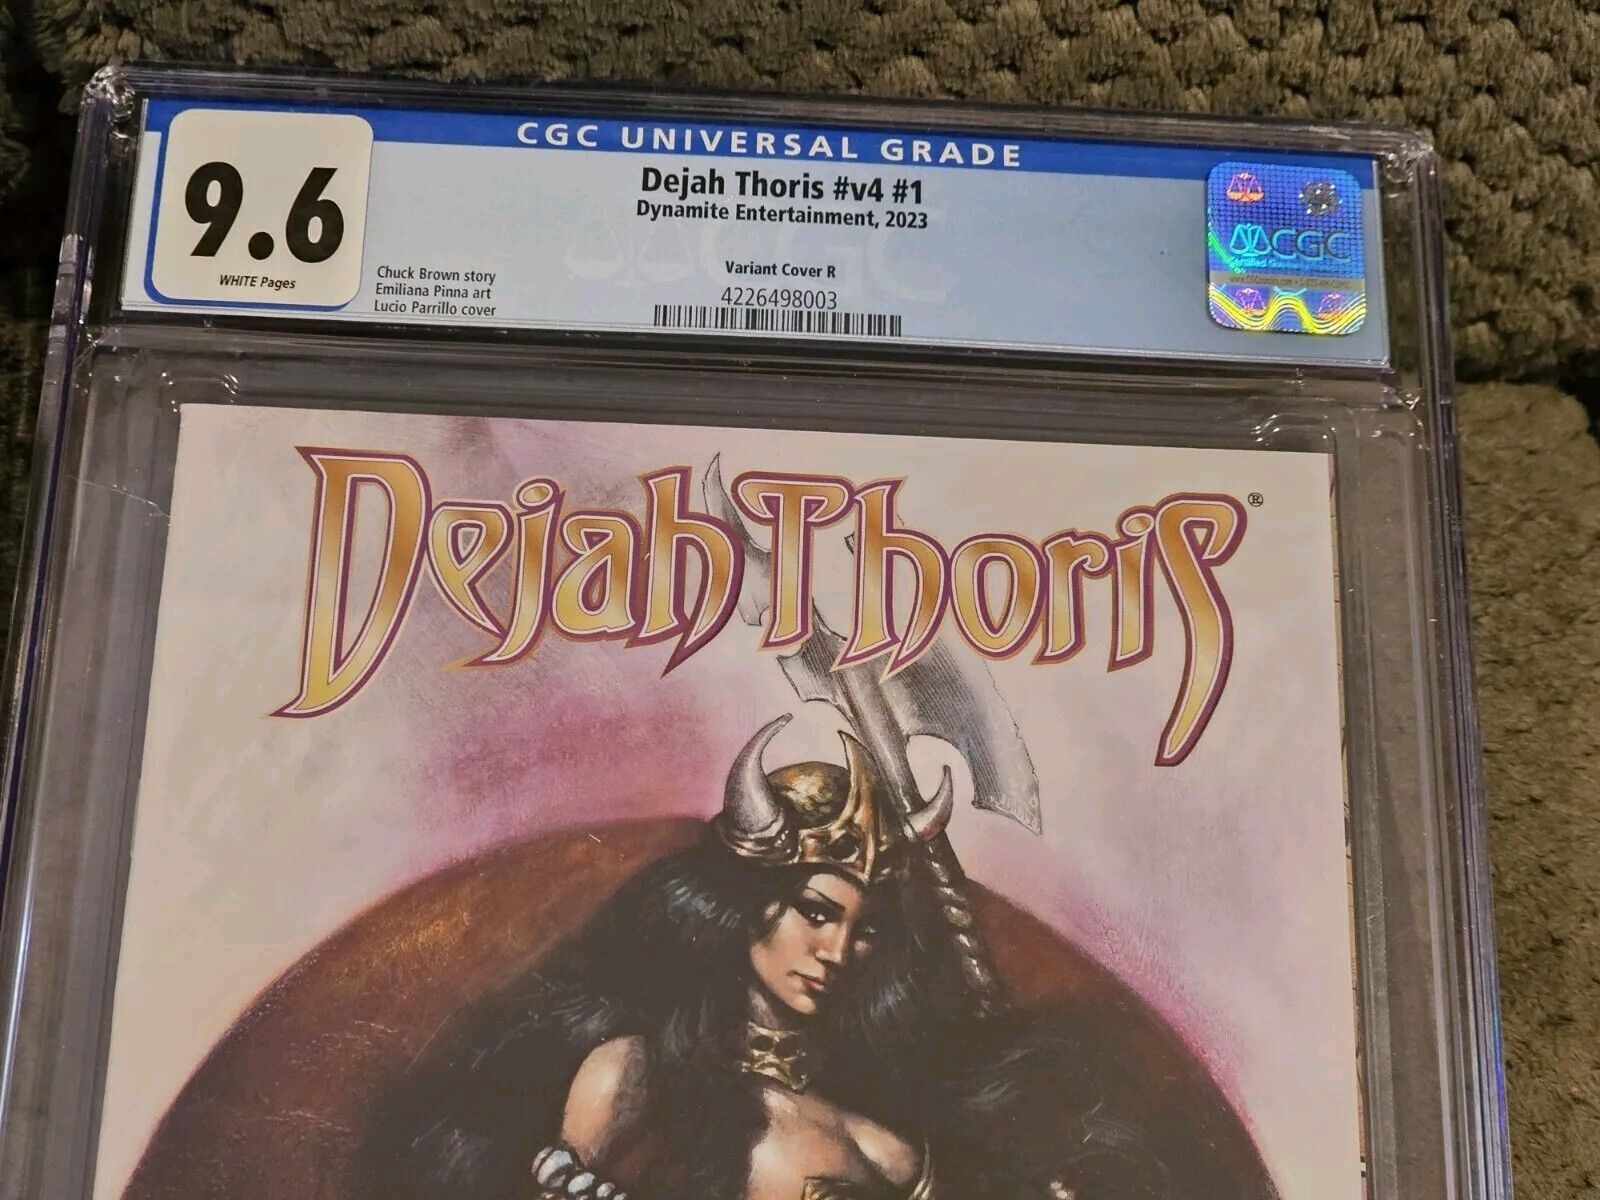 CGC UNIVERSAL GRADE
9.6
WHITE Pages
Dejah Thoris #v4 #1
Dynamite Entertainment, 2023
Chuck Brown story
Emiliana Pinna art
Lucio Parrillo cover
Variant Cover R
4226498003
CGC
Dejah Thoris®